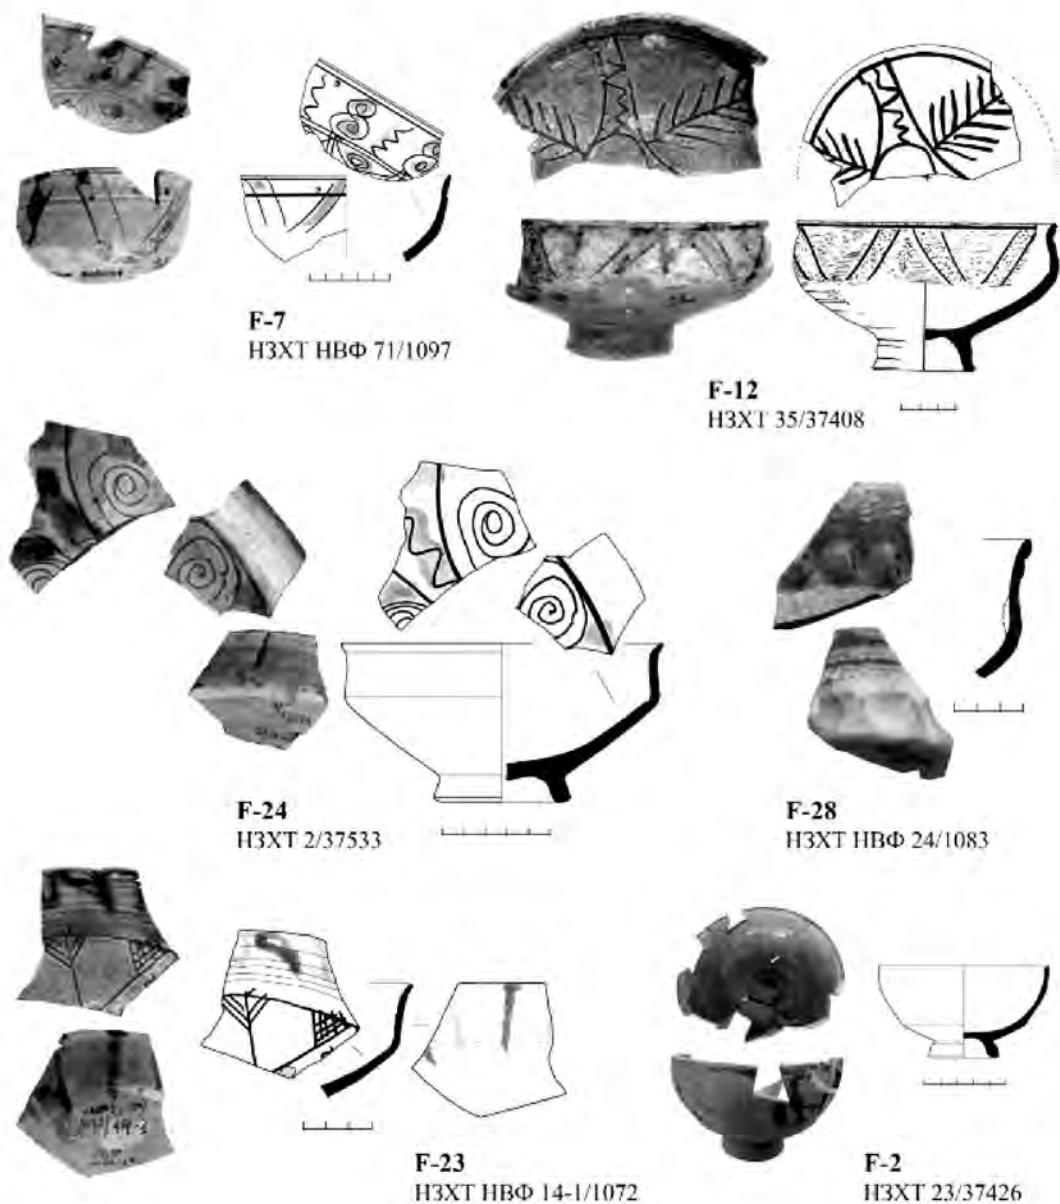 F-7
НЗХТ НВФ 71/1097
F-12
НЗХТ 35/37408
F-24
НЗХТ 2/37533
F-28
НЗХТ НВФ 24/1083
F-23
НЗХТ НВФ 14-1/1072
F-2
НЗХТ 23/37426